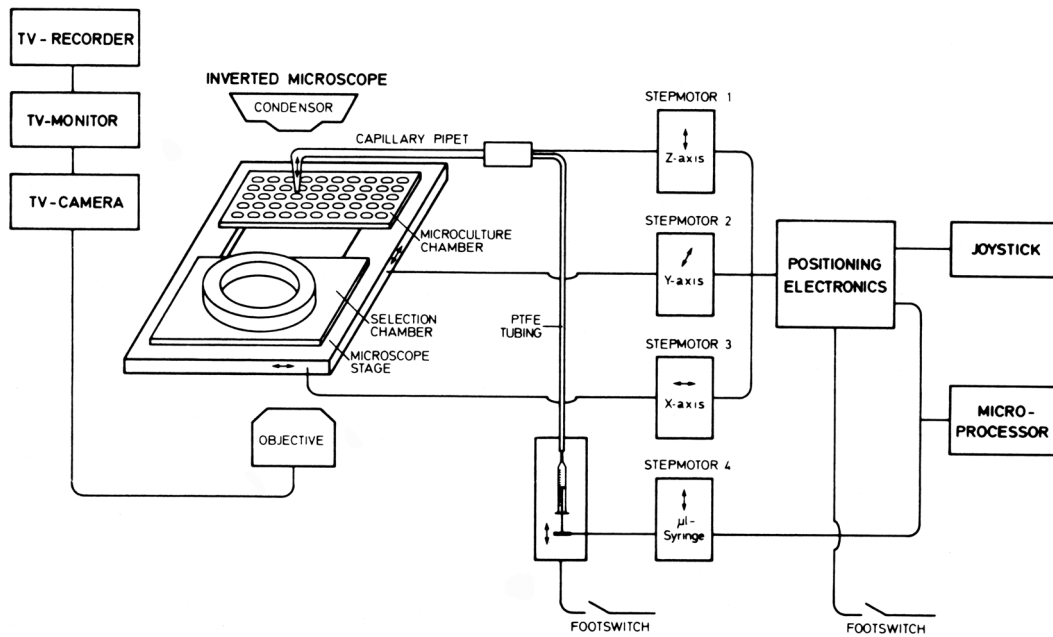 TV-RECORDER
TV-MONITOR
TV-CAMERA
INVERTED MICROSCOPE
CONDENSOR
CAPILLARY PIPET
MICROCULTURE
CHAMBER
SELECTION
CHAMBER
MICROSCOPE
STAGE
OBJECTIVE
PTFE
TUBING
STEPMOTOR 1
Z-axis
STEPMOTOR 2
Y-axis
STEPMOTOR 3
X-axis
STEPMOTOR 4
µl-
Syringe
POSITIONING
ELECTRONICS
JOYSTICK
MICRO-
PROCESSOR
FOOTSWITCH
FOOTSWITCH